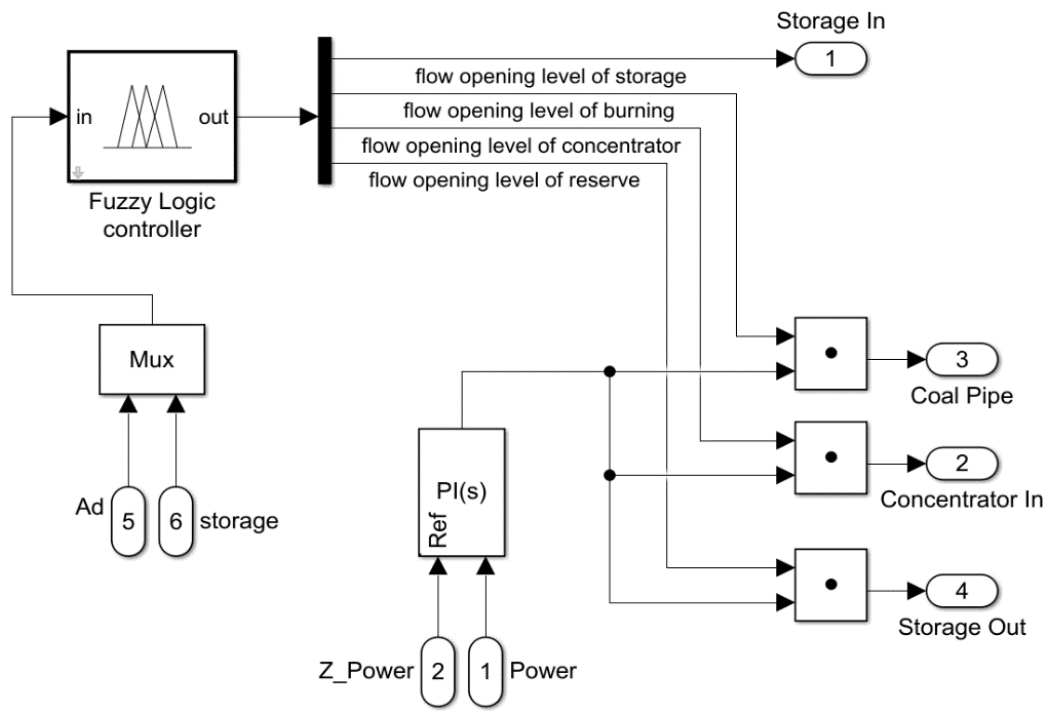 Storage In
1
in
out
flow opening level of storage
flow opening level of burning
flow opening level of concentrator
flow opening level of reserve
Fuzzy Logic
controller
Mux
3
Coal Pipe
PI(s)
Ref
2
Concentrator In
Ad
5
6
storage
4
Storage Out
Z_Power
2
1
Power